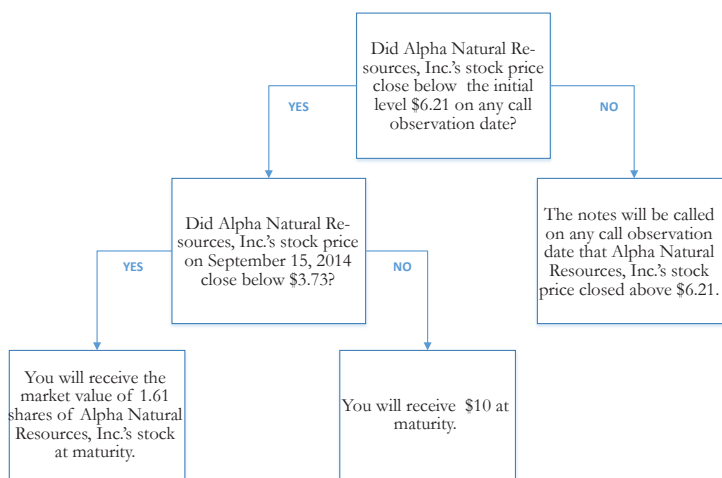 Did Alpha Natural Re-
sources, Inc.'s stock price
close below the initial
level $6.21 on any call
observation date?
YES
NO
Did Alpha Natural Re-
sources, Inc.'s stock price
on September 15, 2014
close below $3.73?
The notes will be called
on any call observation
date that Alpha Natural
Resources, Inc.'s stock
price closed above $6.21.
YES
NO
You will receive the
market value of 1.61
shares of Alpha Natural
Resources, Inc.'s stock
at maturity.
You will receive $10 at
maturity.